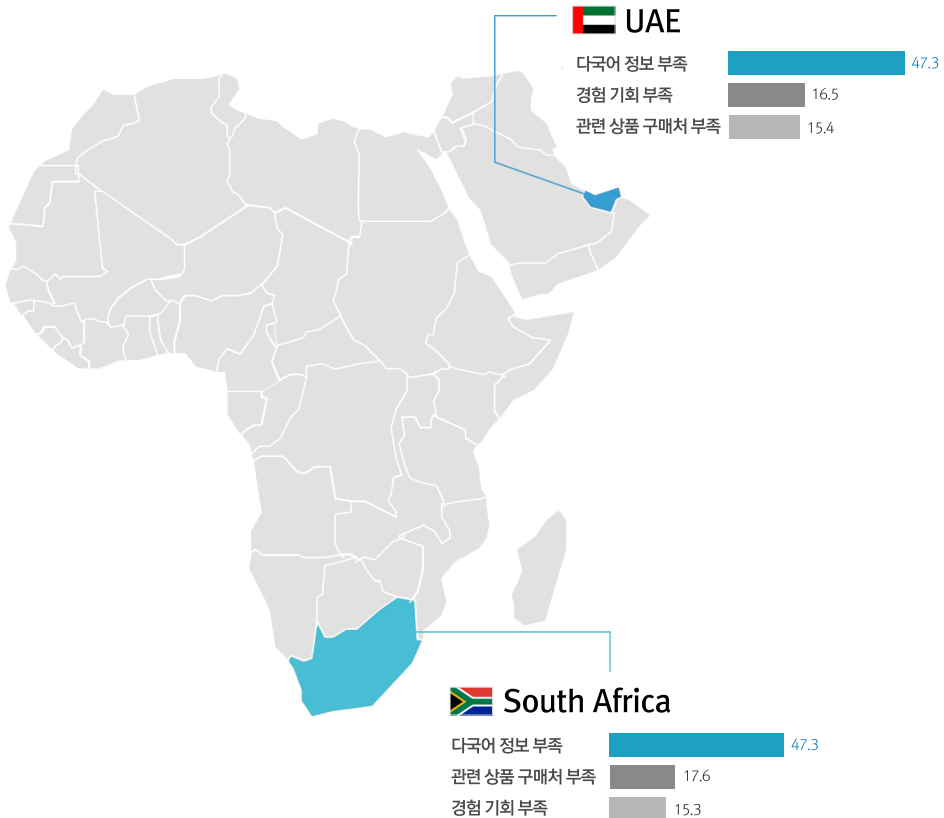 UAE
다국어 정보 부족 47.3
경험 기회 부족 16.5
관련 상품 구매처 부족 15.4
South Africa
다국어 정보 부족 47.3
관련 상품 구매처 부족 17.6
경험 기회 부족 15.3